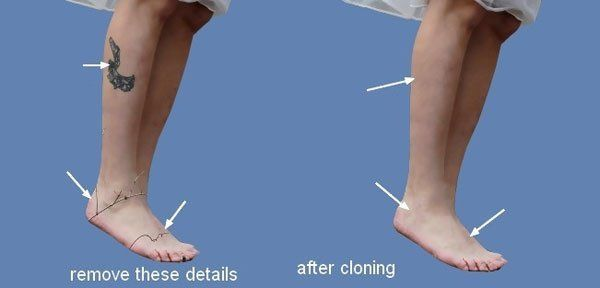 remove these details
after cloning